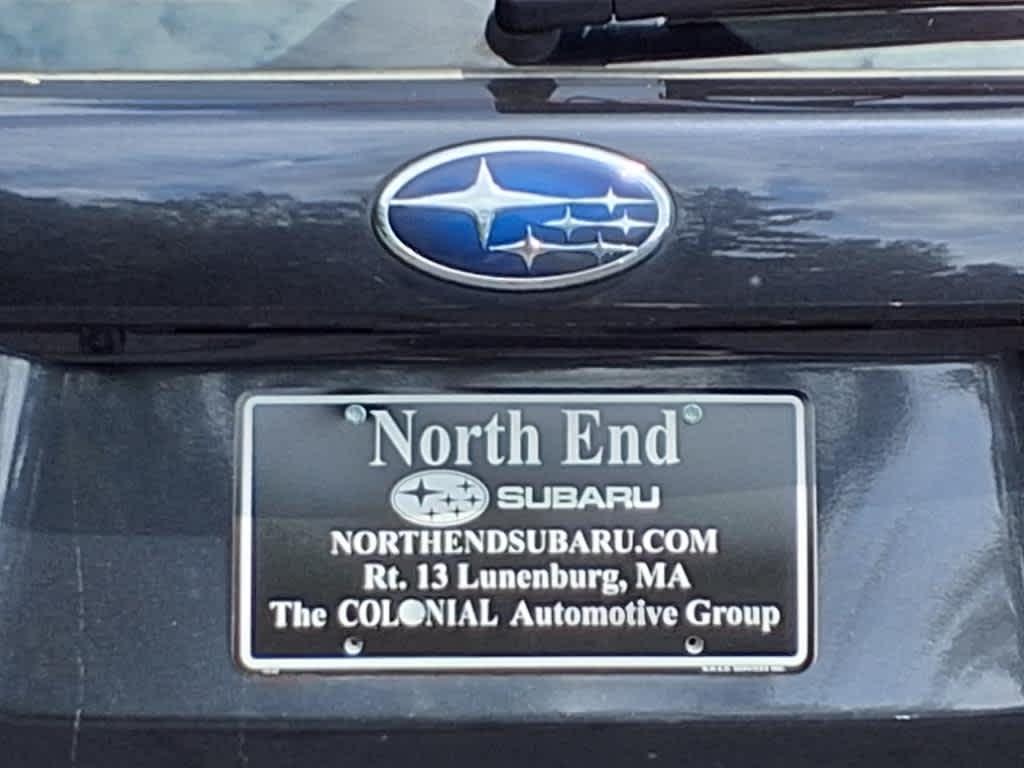 North End
SUBARU
NORTHENDSUBARU.COM
Rt. 13 Lunenburg, MA
The COLONIAL Automotive Group